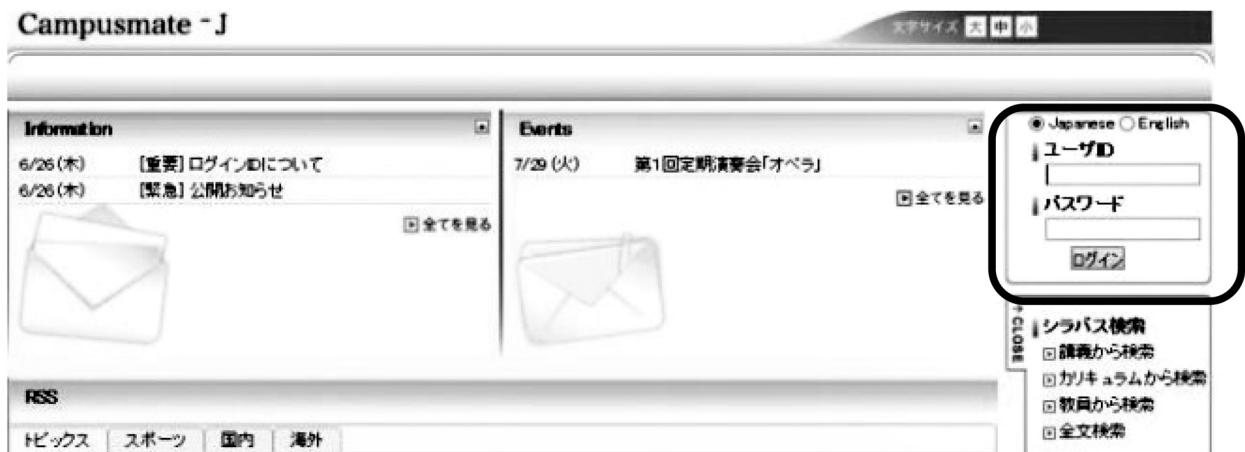 Campusmate-J
文字サイズ 大 中 小
Information
6/26(木) [重要]ログインIDについて
6/26(木) [緊急]公開お知らせ
全てを見る
Events
7/29(火) 第1回定期演奏会「オペラ」
全てを見る
Japanese English
ユーザID
パスワード
ログイン
CLOSE
シラバス検索
講義から検索
カリキュラムから検索
教員から検索
全文検索
RSS
トピックス スポーツ 国内 海外